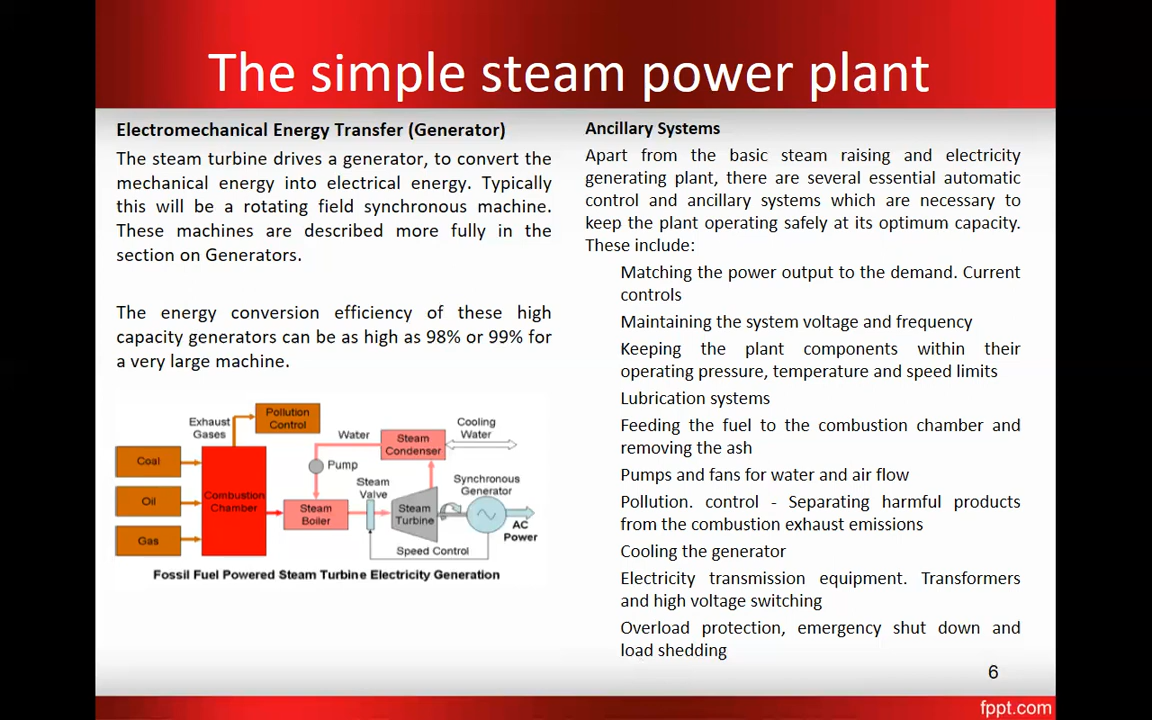 The simple steam power plant
Electromechanical Energy Transfer (Generator)
The steam turbine drives a generator, to convert the
mechanical energy into electrical energy. Typically
this will be a rotating field synchronous machine.
These machines are described more fully in the
section on Generators.
The energy conversion efficiency of these high
capacity generators can be as high as 98% or 99% for
a very large machine.
Exhaust
Gases
Pollution
Control
Coal
Oil
Gas
Combustion
Chamber
Water
Pump
Steam
Boiler
Steam
Valve
Steam
Condenser
Cooling
Water
Steam
Turbine
Synchronous
Generator
AC
Power
Speed Control
Fossil Fuel Powered Steam Turbine Electricity Generation
Ancillary Systems
Apart from the basic steam raising and electricity
generating plant, there are several essential automatic
control and ancillary systems which are necessary to
keep the plant operating safely at its optimum capacity.
These include:
Matching the power output to the demand. Current
controls
Maintaining the system voltage and frequency
Keeping the plant components within their
operating pressure, temperature and speed limits
Lubrication systems
Feeding the fuel to the combustion chamber and
removing the ash
Pumps and fans for water and air flow
Pollution. control - Separating harmful products
from the combustion exhaust emissions
Cooling the generator
Electricity transmission equipment. Transformers
and high voltage switching
Overload protection, emergency shut down and
load shedding
6
fppt.com